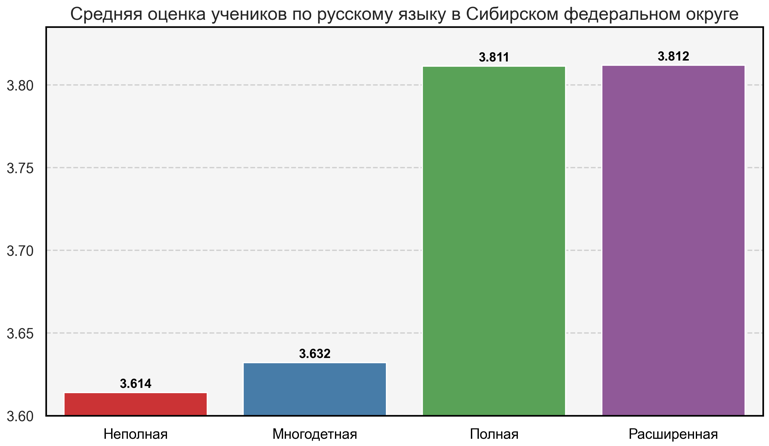 Средняя оценка учеников по русскому языку в Сибирском федеральном округе
3.80
3.75
3.70
3.65
3.60
3.614
3.632
3.811
3.812
Неполная
Многодетная
Полная
Расширенная